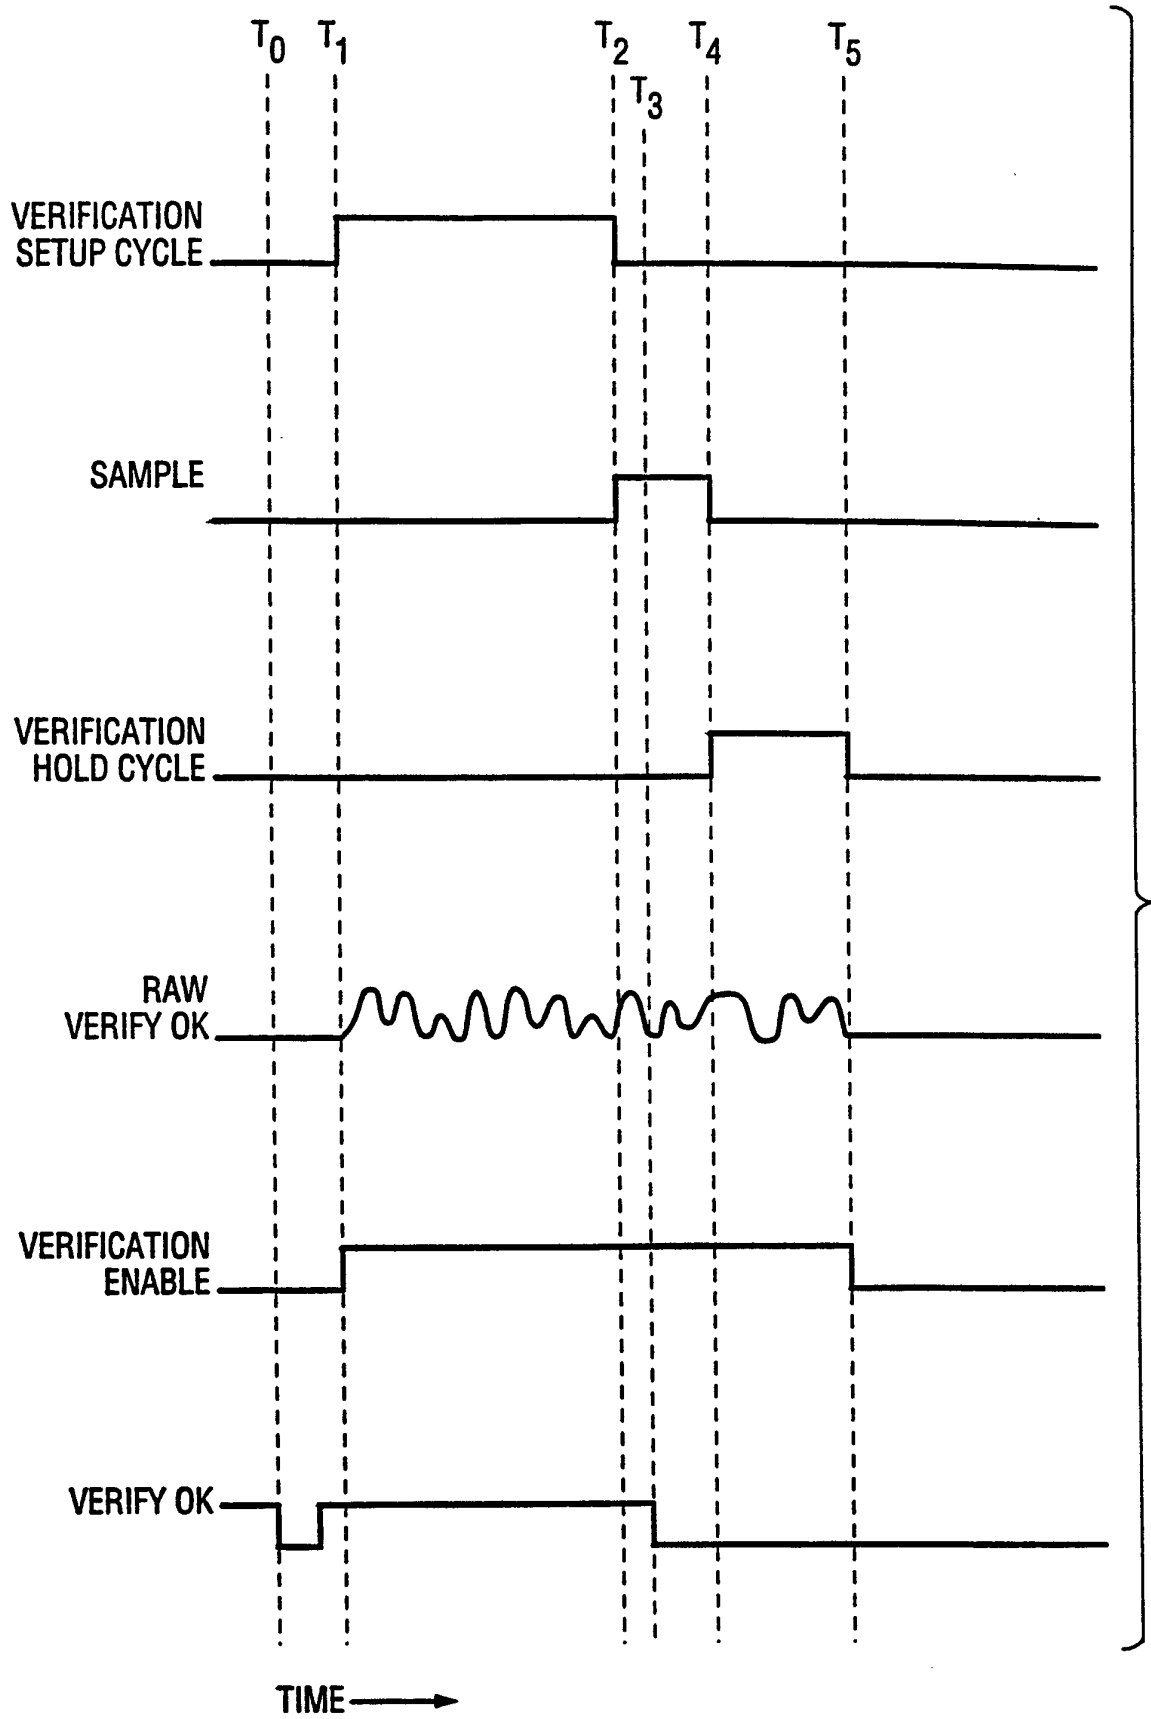 T0 T1 T2 T4 T5
T3
VERIFICATION
SETUP CYCLE
SAMPLE
VERIFICATION
HOLD CYCLE
RAW
VERIFY OK
VERIFICATION
ENABLE
VERIFY OK
TIME